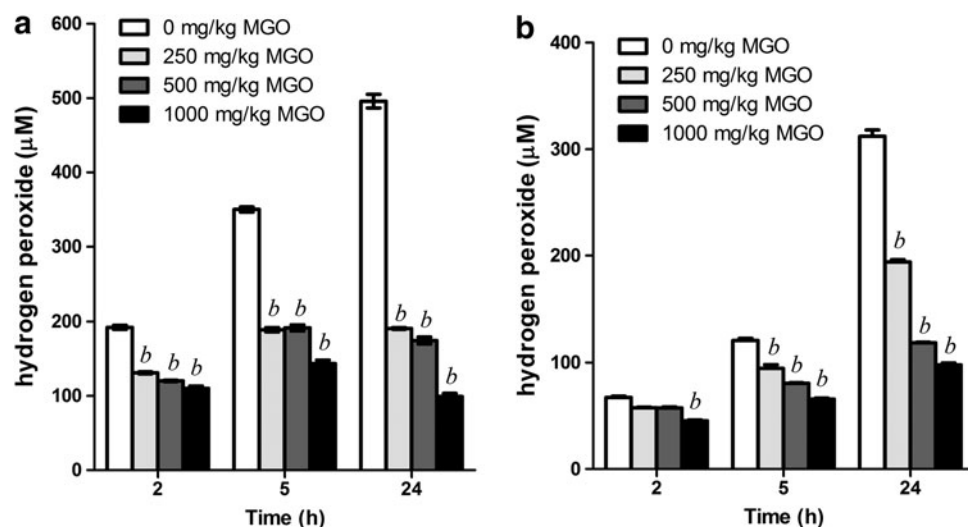 a
0 mg/kg MGO
250 mg/kg MGO
500 mg/kg MGO
1000 mg/kg MGO
hydrogen peroxide (µM)
600
500
400
300
200
100
0
b b b
b b b
b b b
2 5 24
Time (h)
b
0 mg/kg MGO
250 mg/kg MGO
500 mg/kg MGO
1000 mg/kg MGO
hydrogen peroxide (µM)
400
300
200
100
0
b
b b b
b b b
2 5 24
Time (h)